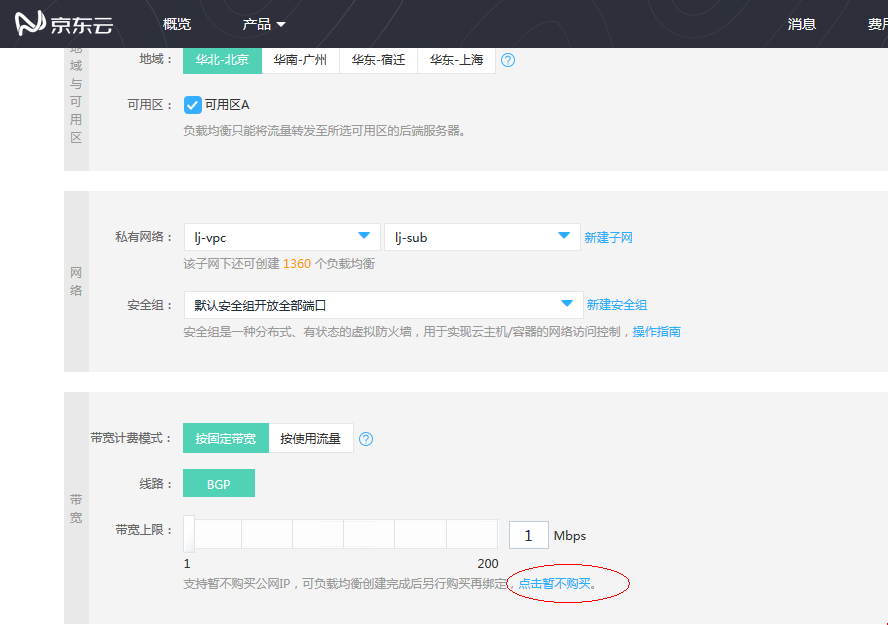 京东云 概览 产品 消息 费用
地域与可用区
地域： 华北-北京 华南-广州 华东-宿迁 华东-上海 ?
可用区： 可用区A
负载均衡只能将流量转发至所选可用区的后端服务器。
网络
私有网络： lj-vpc lj-sub 新建子网
该子网下还可创建 1360 个负载均衡
安全组： 默认安全组开放全部端口 新建安全组
安全组是一种分布式、有状态的虚拟防火墙，用于实现云主机/容器的网络访问控制，操作指南
带宽
带宽计费模式： 按固定带宽 按使用流量 ?
线路： BGP
带宽上限： 1 Mbps
1 200
支持暂不购买公网IP，可负载均衡创建完成后另行购买再绑定，点击暂不购买。